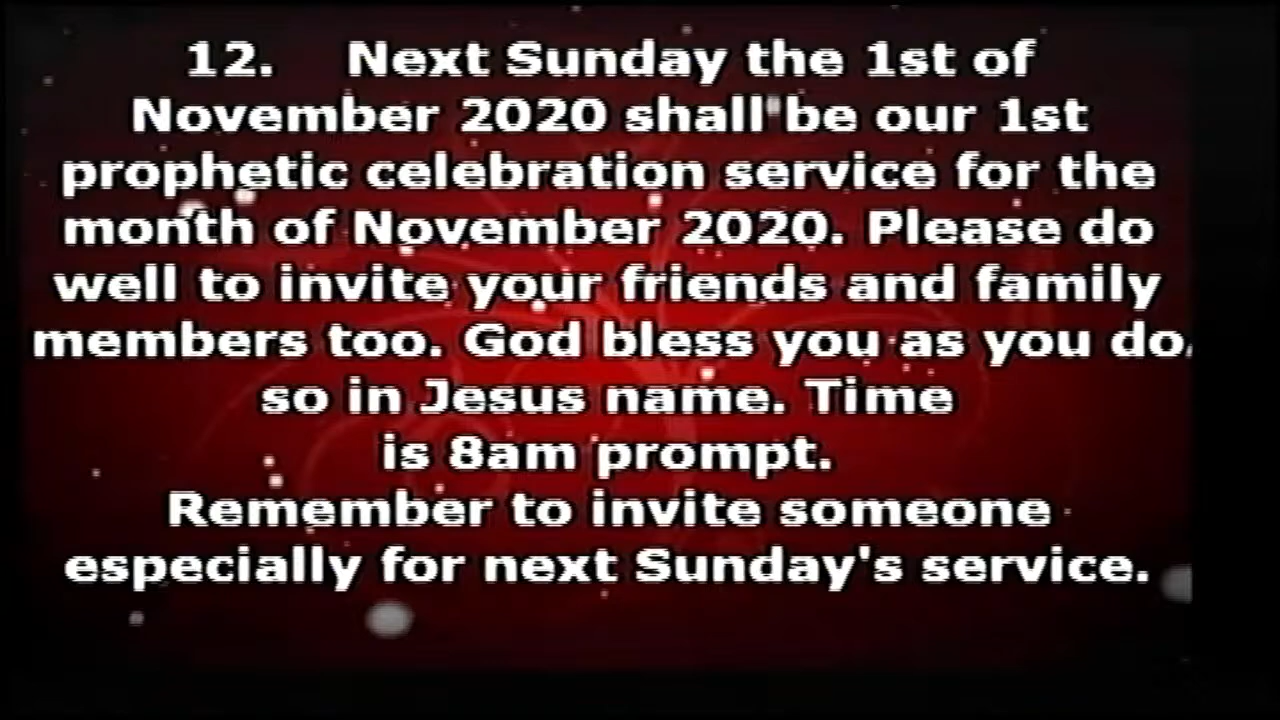 12. Next Sunday the 1st of
November 2020 shall be our 1st
prophetic celebration service for the
month of November 2020. Please do
well to invite your friends and family
members too. God bless you as you do
so in Jesus name. Time
is 8am prompt.
Remember to invite someone
especially for next Sunday's service.